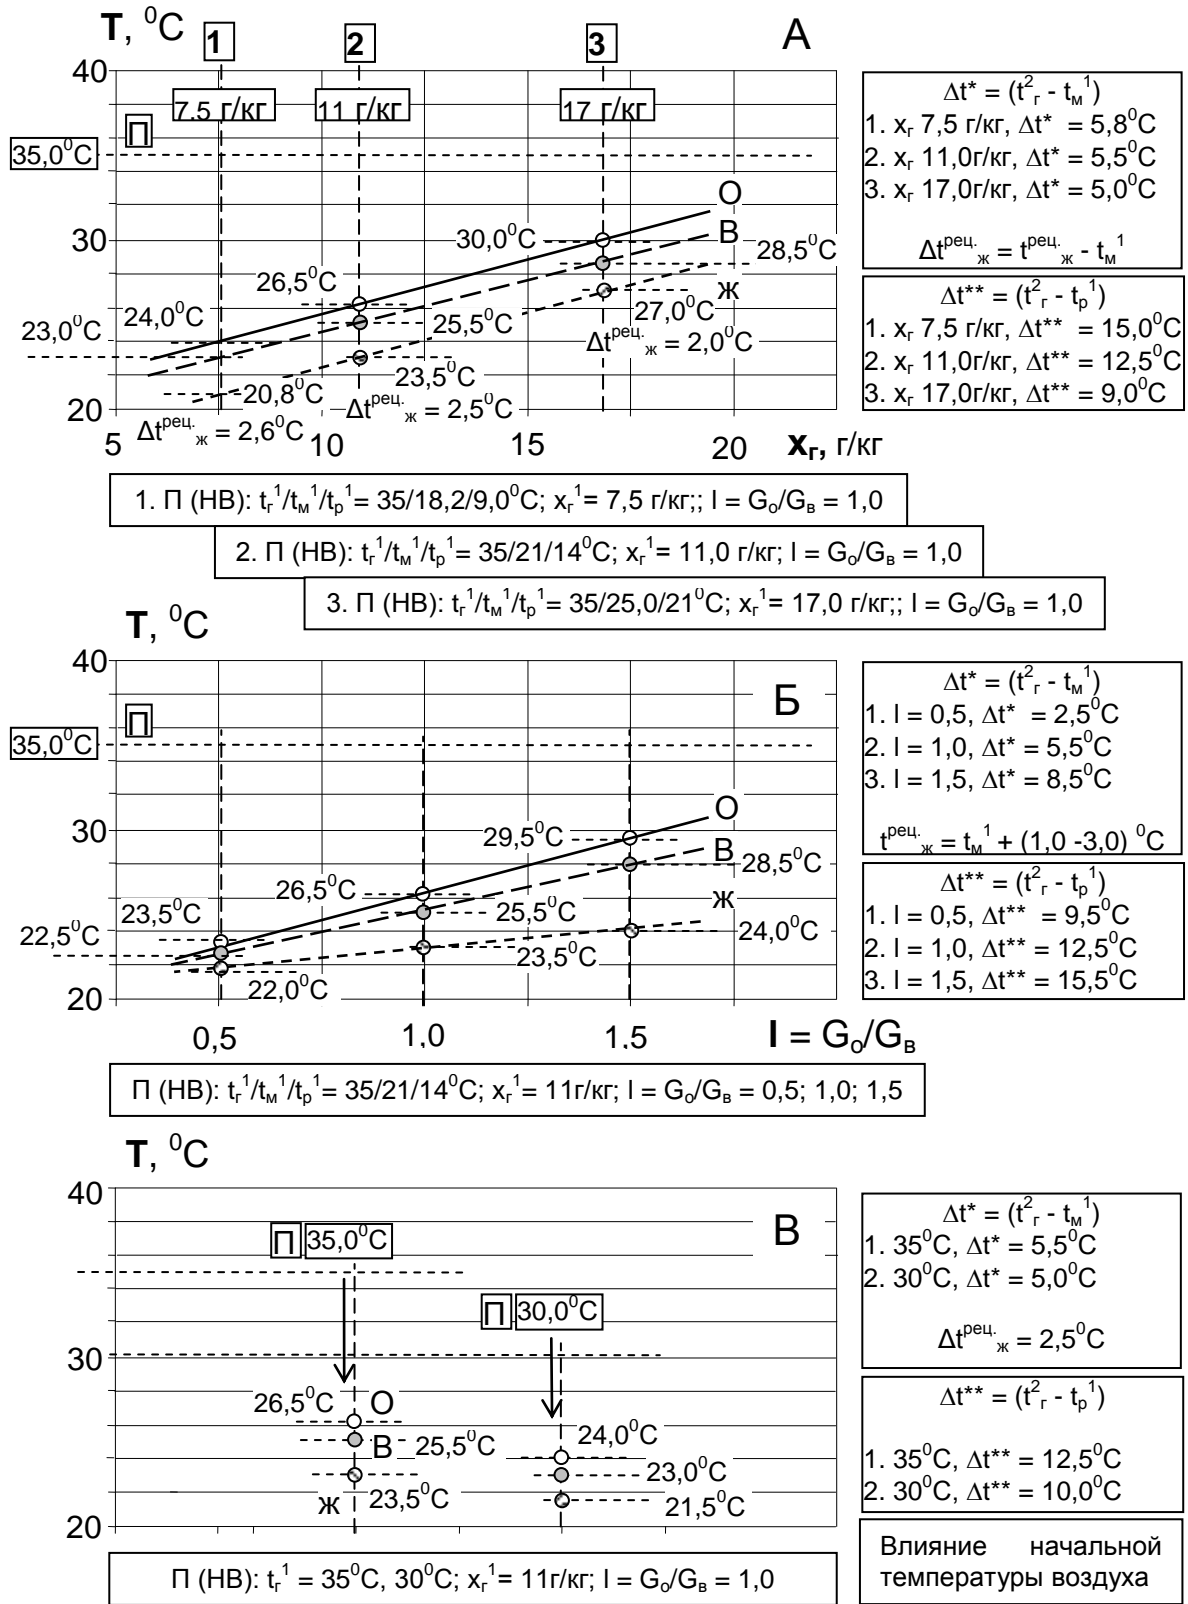 T, ⁰C
1
2
3
А
40
7.5 г/кг
11 г/кг
17 г/кг
П
35,0⁰C
О
30
30,0⁰C
В
28,5⁰C
26,5⁰C
ж
24,0⁰C
23,0⁰C
25,5⁰C
27,0⁰C
Δtʳᵉᶜ·ж = 2,0⁰C
23,5⁰C
20,8⁰C
20
Δt^рец.ж = 2,5⁰C
Δt^рец.ж = 2,6⁰C
5
10
15
20
xг, г/кг
Δt* = (t²г - tм¹)
1. xг 7,5 г/кг, Δt* = 5,8⁰C
2. xг 11,0г/кг, Δt* = 5,5⁰C
3. xг 17,0г/кг, Δt* = 5,0⁰C
Δt^рец.ж = t^рец.ж - tм¹
Δt** = (t²г - tр¹)
1. xг 7,5 г/кг, Δt** = 15,0⁰C
2. xг 11,0г/кг, Δt** = 12,5⁰C
3. xг 17,0г/кг, Δt** = 9,0⁰C
1. П (НВ): tг¹/tм¹/tр¹= 35/18,2/9,0⁰C; xг¹= 7,5 г/кг;; l = Gо/Gв = 1,0
2. П (НВ): tг¹/tм¹/tр¹= 35/21/14⁰C; xг¹= 11,0 г/кг; l = Gо/Gв = 1,0
3. П (НВ): tг¹/tм¹/tр¹= 35/25,0/21⁰C; xг¹= 17,0 г/кг;; l = Gо/Gв = 1,0
T, ⁰C
40
П
Б
35,0⁰C
О
30
29,5⁰C
В
28,5⁰C
26,5⁰C
ж
23,5⁰C
25,5⁰C
24,0⁰C
22,5⁰C
23,5⁰C
22,0⁰C
20
0,5
1,0
1,5
l = Gо/Gв
Δt* = (t²г - tм¹)
1. l = 0,5, Δt* = 2,5⁰C
2. l = 1,0, Δt* = 5,5⁰C
3. l = 1,5, Δt* = 8,5⁰C
t^рец.ж = tм¹ + (1,0 -3,0) ⁰C
Δt** = (t²г - tр¹)
1. l = 0,5, Δt** = 9,5⁰C
2. l = 1,0, Δt** = 12,5⁰C
3. l = 1,5, Δt** = 15,5⁰C
П (НВ): tг¹/tм¹/tр¹= 35/21/14⁰C; xг¹= 11г/кг; l = Gо/Gв = 0,5; 1,0; 1,5
T, ⁰C
40
В
П 35,0⁰C
П 30,0⁰C
30
26,5⁰C
О
24,0⁰C
В
25,5⁰C
23,0⁰C
ж
23,5⁰C
21,5⁰C
20
Δt* = (t²г - tм¹)
1. 35⁰C, Δt* = 5,5⁰C
2. 30⁰C, Δt* = 5,0⁰C
Δt^рец.ж = 2,5⁰C
Δt** = (t²г - tр¹)
1. 35⁰C, Δt** = 12,5⁰C
2. 30⁰C, Δt** = 10,0⁰C
Влияние начальной
температуры воздуха
П (НВ): tг¹ = 35⁰C, 30⁰C; xг¹= 11г/кг; l = Gо/Gв = 1,0